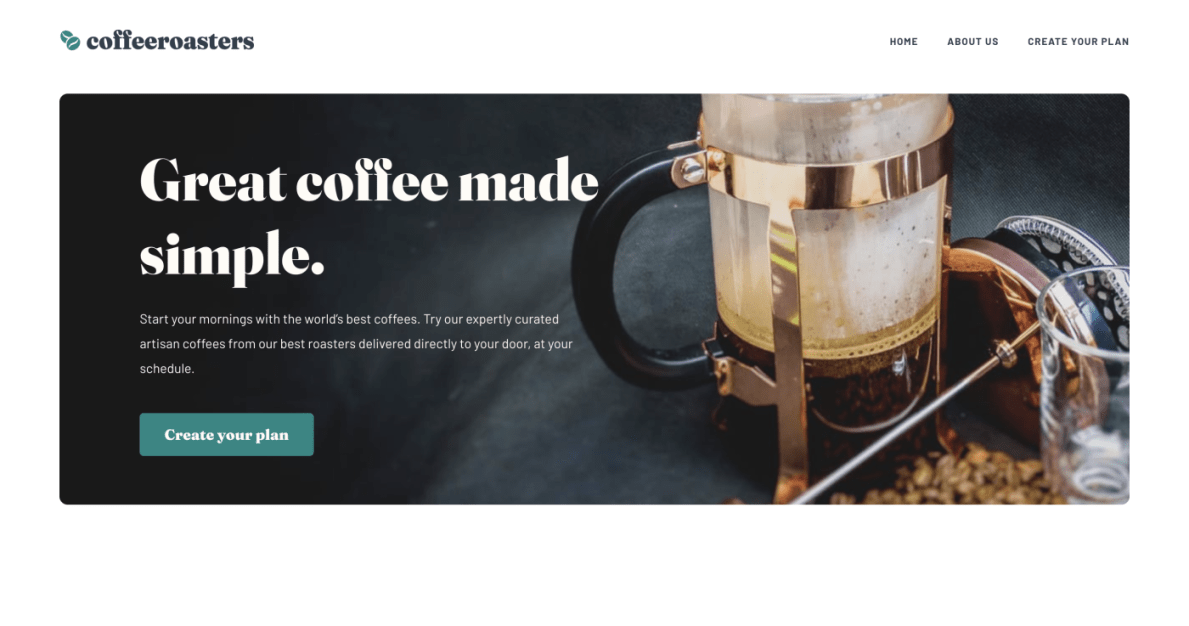 coffeeroasters
HOME
ABOUT US
CREATE YOUR PLAN
Great coffee made
simple.
Start your mornings with the world’s best coffees. Try our expertly curated
artisan coffees from our best roasters delivered directly to your door, at your
schedule.
Create your plan